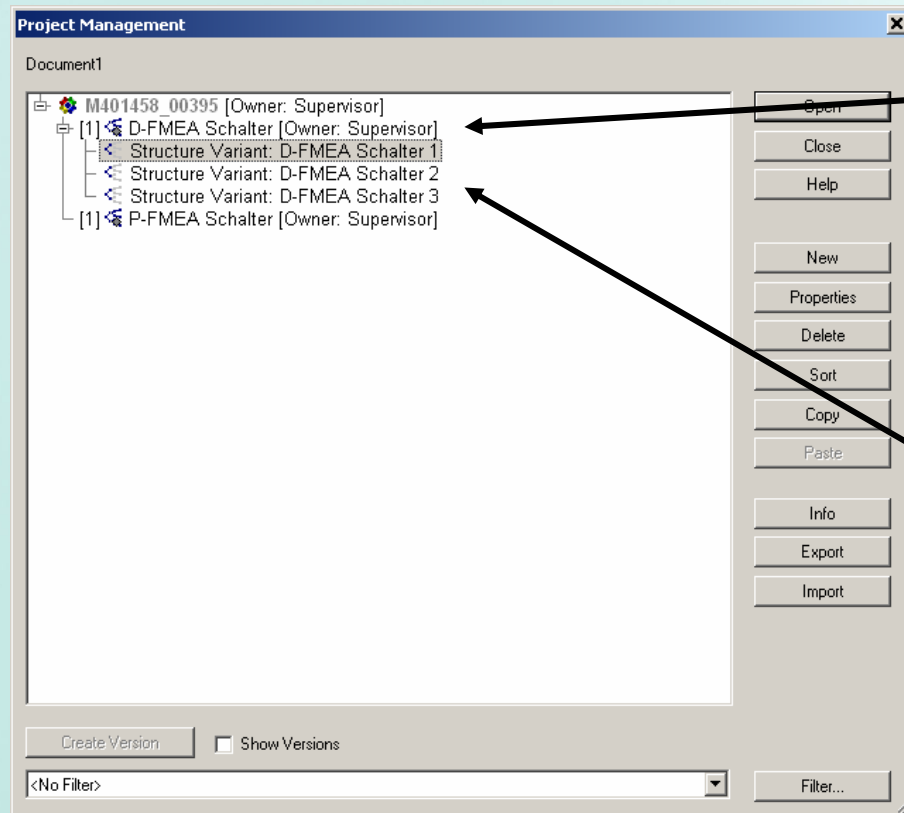 Project Management
Document1
M401458_00395 [Owner: Supervisor]
[1] D-FMEA Schalter [Owner: Supervisor]
Structure Variant: D-FMEA Schalter 1
Structure Variant: D-FMEA Schalter 2
Structure Variant: D-FMEA Schalter 3
[1] P-FMEA Schalter [Owner: Supervisor]
Open
Close
Help
New
Properties
Delete
Sort
Copy
Paste
Info
Export
Import
Create Version
Show Versions
<No Filter>
Filter...